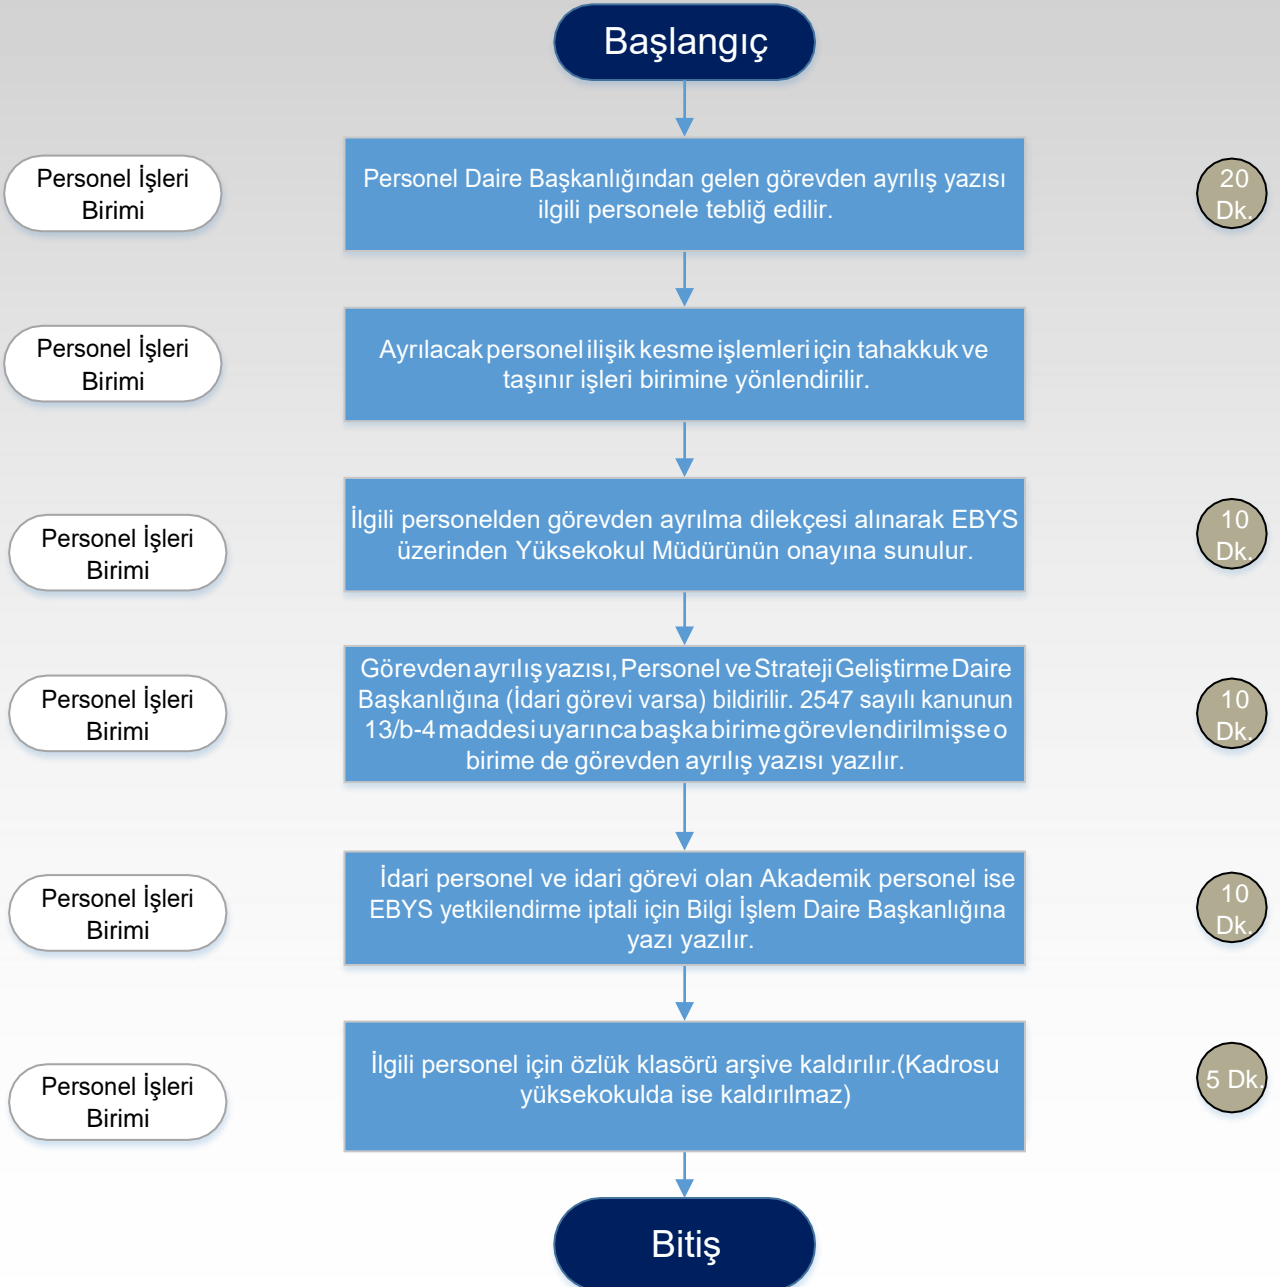 Başlangıç
Personel İşleri
Birimi
Personel Daire Başkanlığından gelen görevden ayrılış yazısı
ilgili personele tebliğ edilir.
20
Dk.
Personel İşleri
Birimi
Ayrılacak personel ilişik kesme işlemleri için tahakkuk ve
taşınır işleri birimine yönlendirilir.
Personel İşleri
Birimi
İlgili personelden görevden ayrılma dilekçesi alınarak EBYS
üzerinden Yüksekokul Müdürünün onayına sunulur.
10
Dk.
Personel İşleri
Birimi
Görevden ayrılış yazısı, Personel ve Strateji Geliştirme Daire
Başkanlığına (İdari görevi varsa) bildirilir. 2547 sayılı kanunun
13/b-4 maddesi uyarınca başka birime görevlendirilmişse o
birime de görevden ayrılış yazısı yazılır.
10
Dk.
Personel İşleri
Birimi
İdari personel ve idari görevi olan Akademik personel ise
EBYS yetkilendirme iptali için Bilgi İşlem Daire Başkanlığına
yazı yazılır.
10
Dk.
Personel İşleri
Birimi
İlgili personel için özlük klasörü arşive kaldırılır.(Kadrosu
yüksekokulda ise kaldırılmaz)
5 Dk.
Bitiş